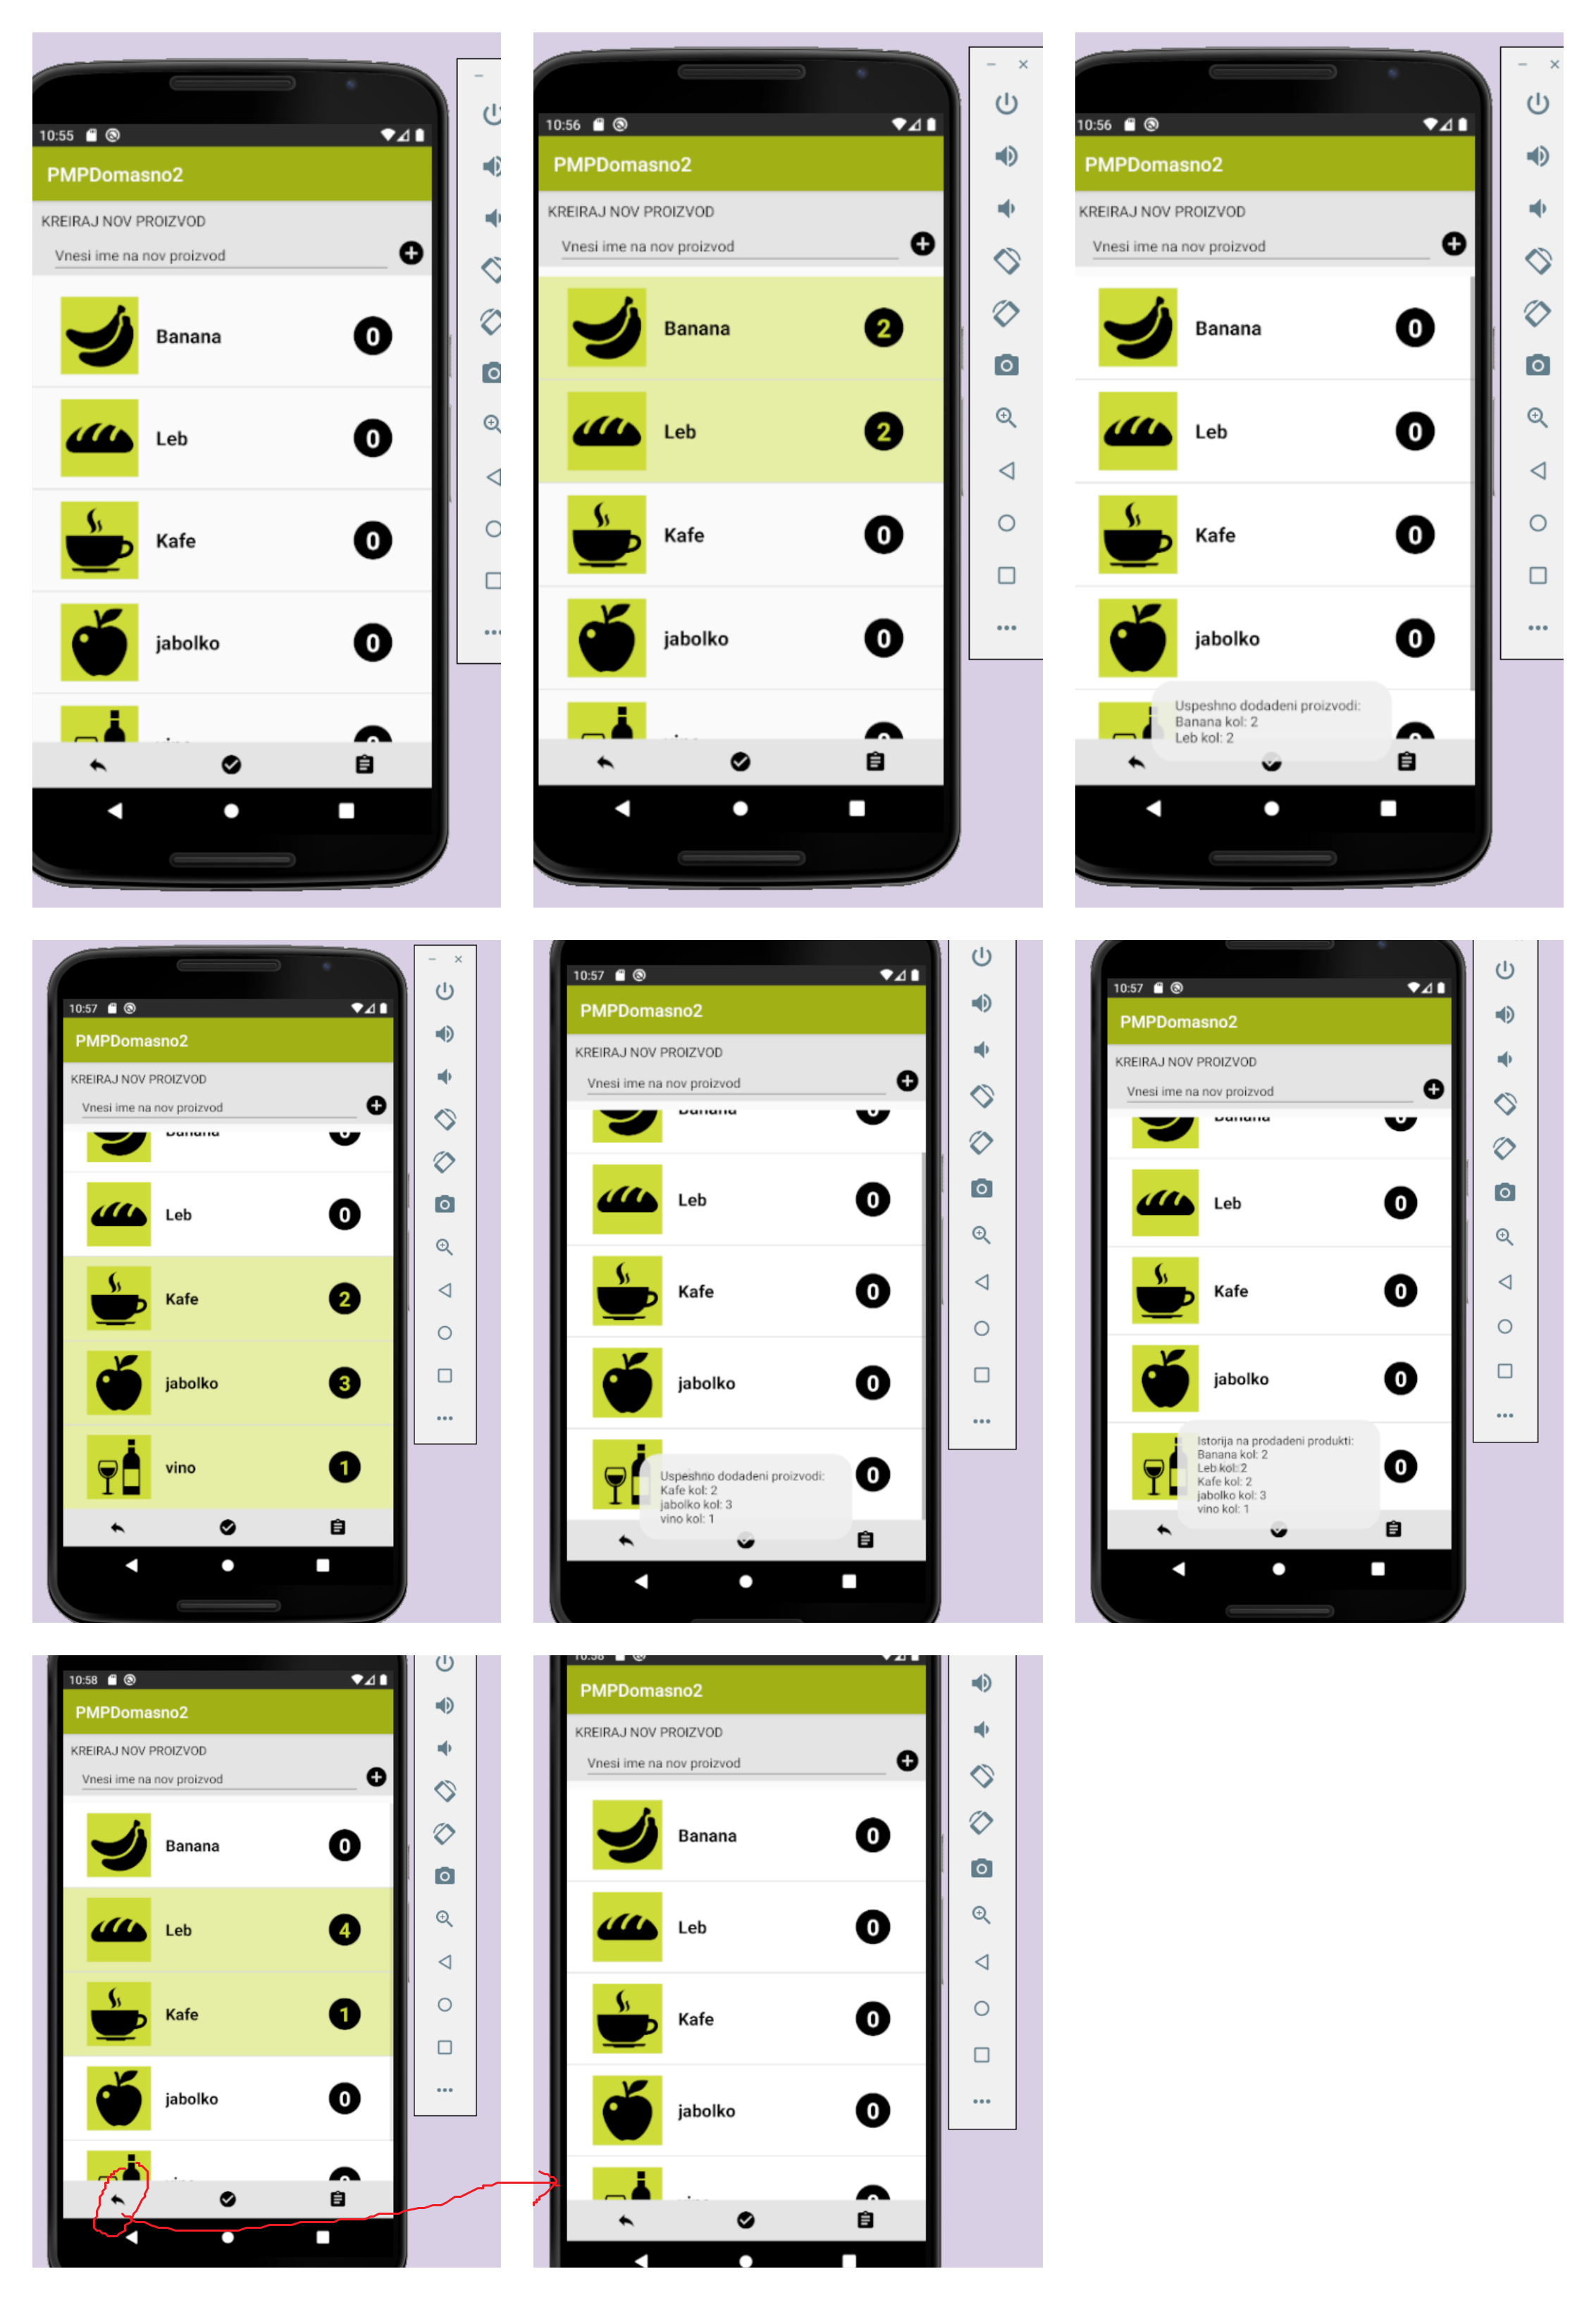 10:55
PMPDomasno2
KREIRAJ NOV PROIZVOD
Vnesi ime na nov proizvod
Banana 0
Leb 0
Kafe 0
jabolko 0
10:56
PMPDomasno2
KREIRAJ NOV PROIZVOD
Vnesi ime na nov proizvod
Banana 2
Leb 2
Kafe 0
jabolko 0
10:56
PMPDomasno2
KREIRAJ NOV PROIZVOD
Vnesi ime na nov proizvod
Banana 0
Leb 0
Kafe 0
jabolko 0
Uspeshno dodadeni proizvodi:
Banana kol: 2
Leb kol: 2
10:57
PMPDomasno2
KREIRAJ NOV PROIZVOD
Vnesi ime na nov proizvod
Banana 0
Leb 0
Kafe 2
jabolko 3
vino 1
10:57
PMPDomasno2
KREIRAJ NOV PROIZVOD
Vnesi ime na nov proizvod
Banana 0
Leb 0
Kafe 0
jabolko 0
0
Uspeshno dodadeni proizvodi:
Kafe kol: 2
jabolko kol: 3
vino kol: 1
10:57
PMPDomasno2
KREIRAJ NOV PROIZVOD
Vnesi ime na nov proizvod
Banana 0
Leb 0
Kafe 0
jabolko 0
0
Istorija na prodadeni produkti:
Banana kol: 2
Leb kol: 2
Kafe kol: 2
jabolko kol: 3
vino kol: 1
10:58
PMPDomasno2
KREIRAJ NOV PROIZVOD
Vnesi ime na nov proizvod
Banana 0
Leb 4
Kafe 1
jabolko 0
10:58
PMPDomasno2
KREIRAJ NOV PROIZVOD
Vnesi ime na nov proizvod
Banana 0
Leb 0
Kafe 0
jabolko 0